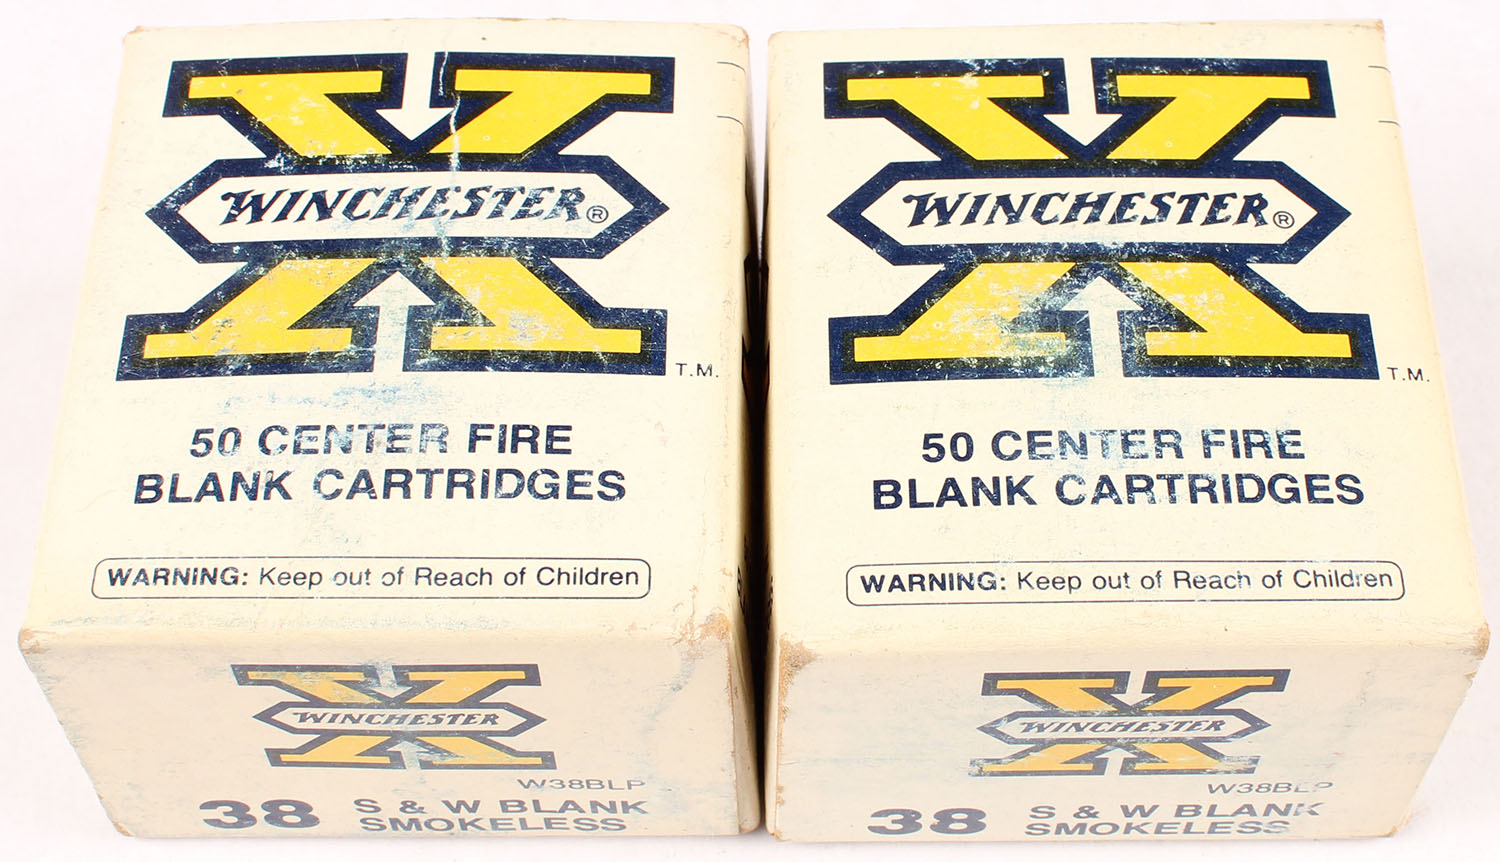 WINCHESTER®
T.M.
50 CENTER FIRE
BLANK CARTRIDGES
WARNING: Keep out of Reach of Children
WINCHESTER
W38BLP
38 S & W BLANK
SMOKELESS
WINCHESTER®
T.M.
50 CENTER FIRE
BLANK CARTRIDGES
WARNING: Keep out of Reach of Children
WINCHESTER
W38BLP
38 S & W BLANK
SMOKELESS